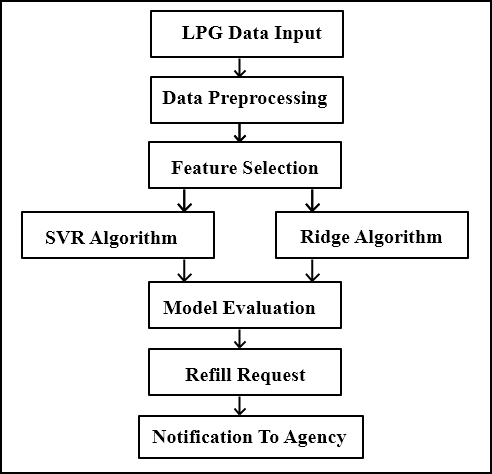 LPG Data Input
Data Preprocessing
Feature Selection
SVR Algorithm
Ridge Algorithm
Model Evaluation
Refill Request
Notification To Agency